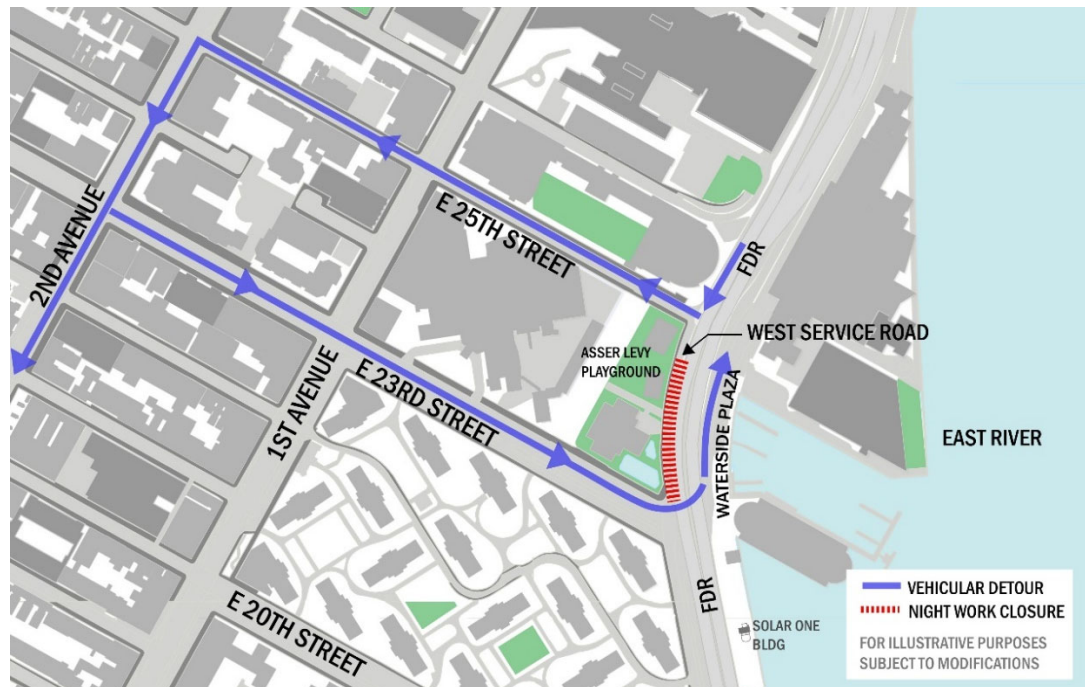 2ND AVENUE
E 25TH STREET
FDR
WEST SERVICE ROAD
ASSER LEVY
PLAYGROUND
1ST AVENUE
E 23RD STREET
WATERSIDE PLAZA
EAST RIVER
E 20TH STREET
FDR
SOLAR ONE
BLDG
VEHICULAR DETOUR
NIGHT WORK CLOSURE
FOR ILLUSTRATIVE PURPOSES
SUBJECT TO MODIFICATIONS